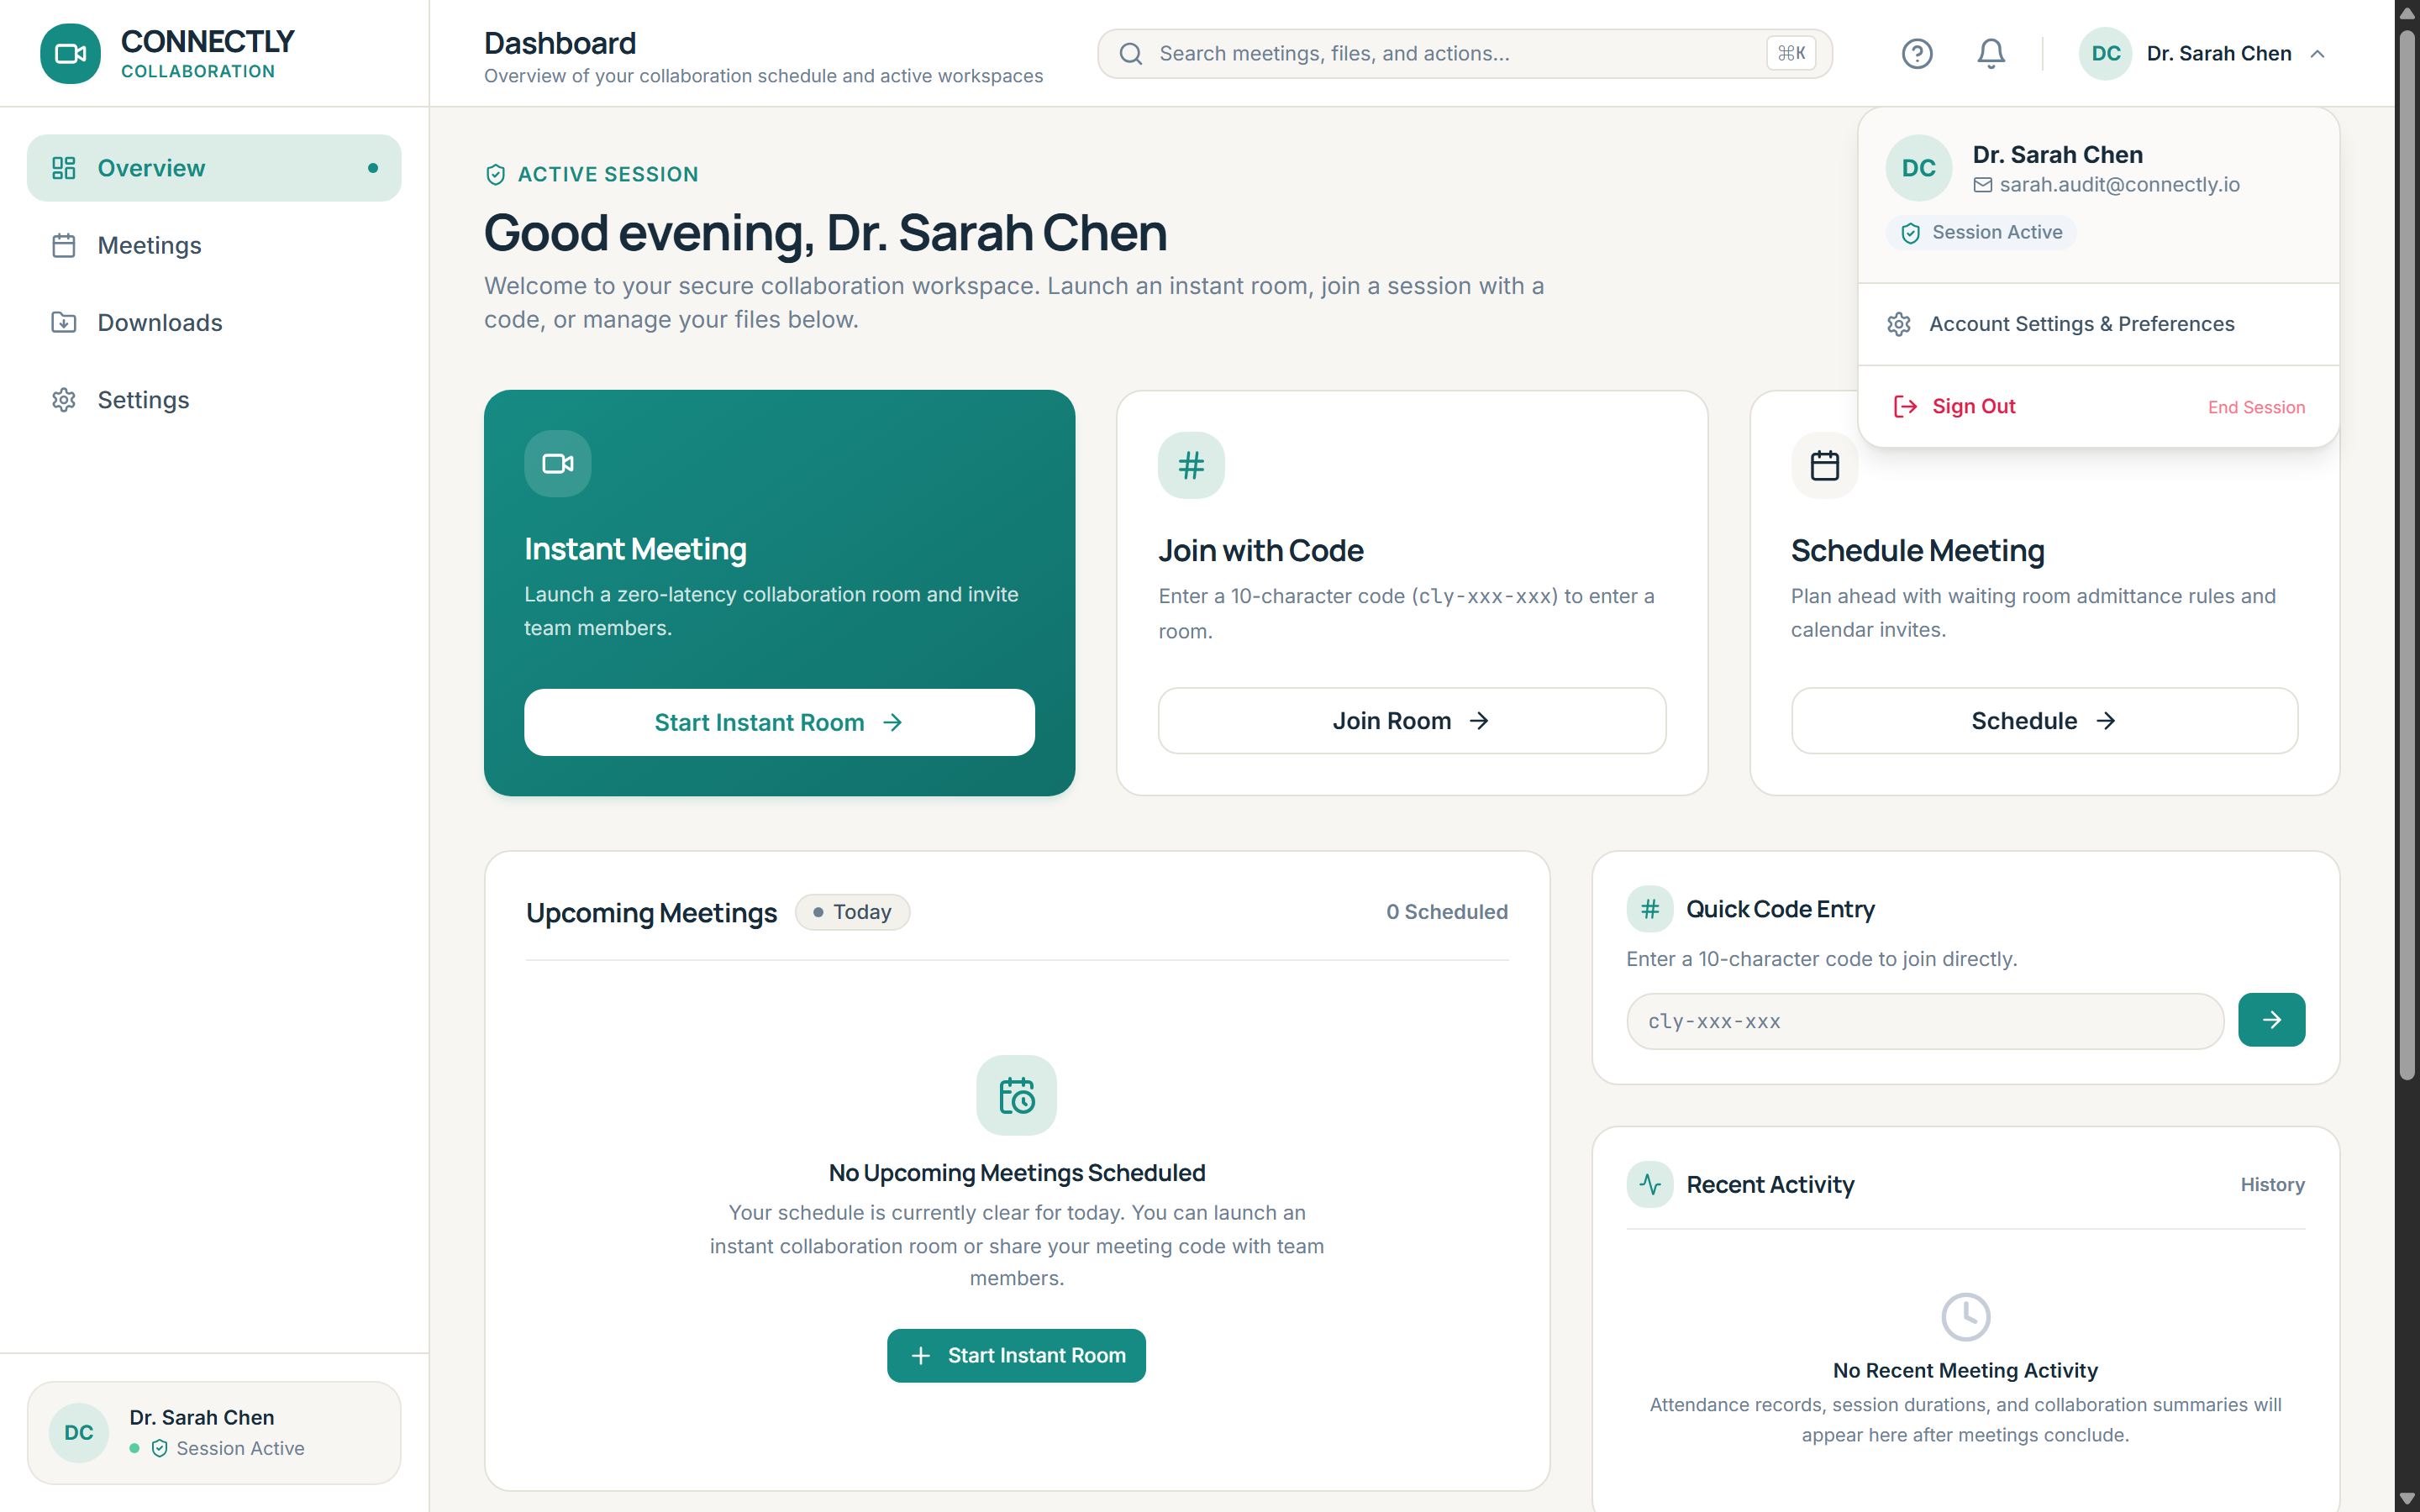 CONNECTLY
COLLABORATION
Overview
Meetings
Downloads
Settings
DC
Dr. Sarah Chen
Session Active
Dashboard
Overview of your collaboration schedule and active workspaces
Search meetings, files, and actions...
⌘K
DC
Dr. Sarah Chen
DC
Dr. Sarah Chen
sarah.audit@connectly.io
Session Active
Account Settings & Preferences
Sign Out
End Session
ACTIVE SESSION
Good evening, Dr. Sarah Chen
Welcome to your secure collaboration workspace. Launch an instant room, join a session with a
code, or manage your files below.
Instant Meeting
Launch a zero-latency collaboration room and invite
team members.
Start Instant Room
Join with Code
Enter a 10-character code (cly-xxx-xxx) to enter a
room.
Join Room
Schedule Meeting
Plan ahead with waiting room admittance rules and
calendar invites.
Schedule
Upcoming Meetings
Today
0 Scheduled
No Upcoming Meetings Scheduled
Your schedule is currently clear for today. You can launch an
instant collaboration room or share your meeting code with team
members.
Start Instant Room
Quick Code Entry
Enter a 10-character code to join directly.
cly-xxx-xxx
Recent Activity
History
No Recent Meeting Activity
Attendance records, session durations, and collaboration summaries will
appear here after meetings conclude.